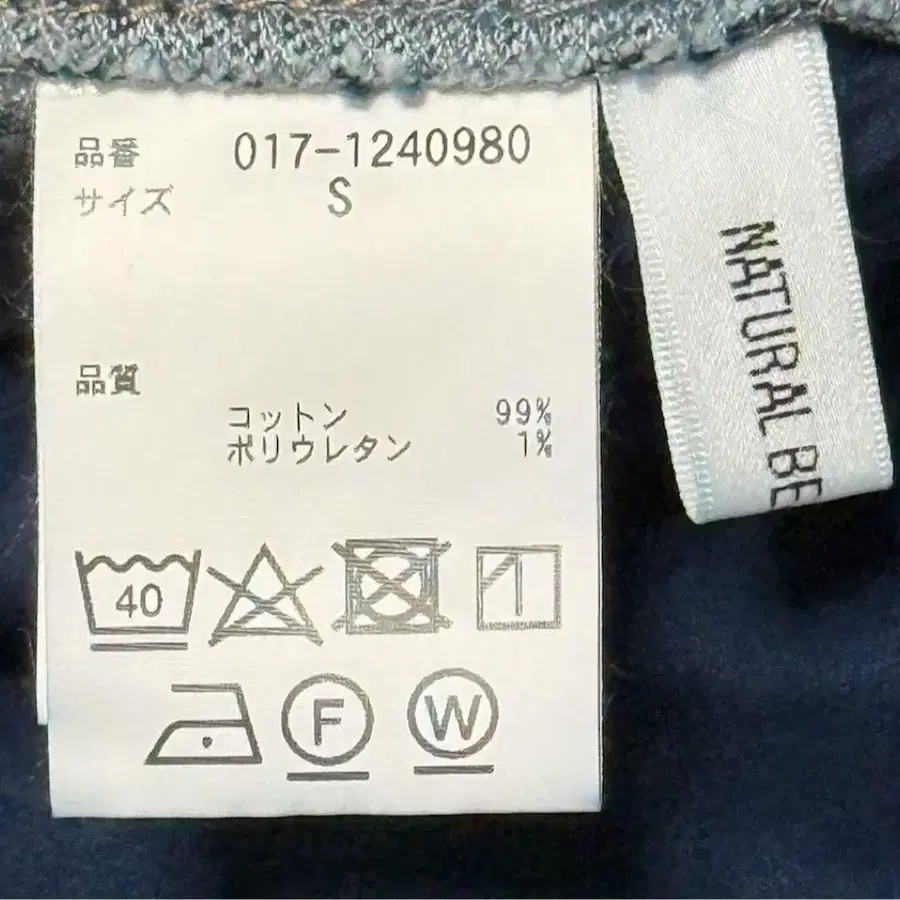 品番 017-1240980
サイズ S
品質
コットン 99%
ポリウレタン 1%
40
F
W
NATURAL BE